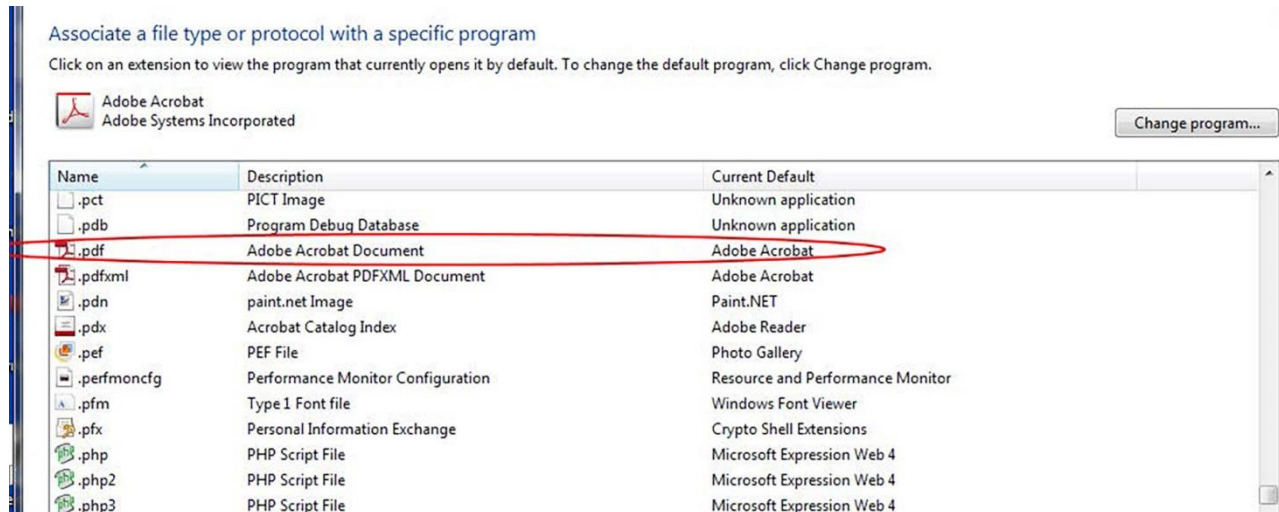 Associate a file type or protocol with a specific program
Click on an extension to view the program that currently opens it by default. To change the default program, click Change program.
Adobe Acrobat
Adobe Systems Incorporated
Change program...
Name Description Current Default
.pct PICT Image Unknown application
.pdb Program Debug Database Unknown application
.pdf Adobe Acrobat Document Adobe Acrobat
.pdfxml Adobe Acrobat PDFXML Document Adobe Acrobat
.pdn paint.net Image Paint.NET
.pdx Acrobat Catalog Index Adobe Reader
.pef PEF File Photo Gallery
.perfmoncfg Performance Monitor Configuration Resource and Performance Monitor
.pfm Type 1 Font file Windows Font Viewer
.pfx Personal Information Exchange Crypto Shell Extensions
.php PHP Script File Microsoft Expression Web 4
.php2 PHP Script File Microsoft Expression Web 4
.php3 PHP Script File Microsoft Expression Web 4